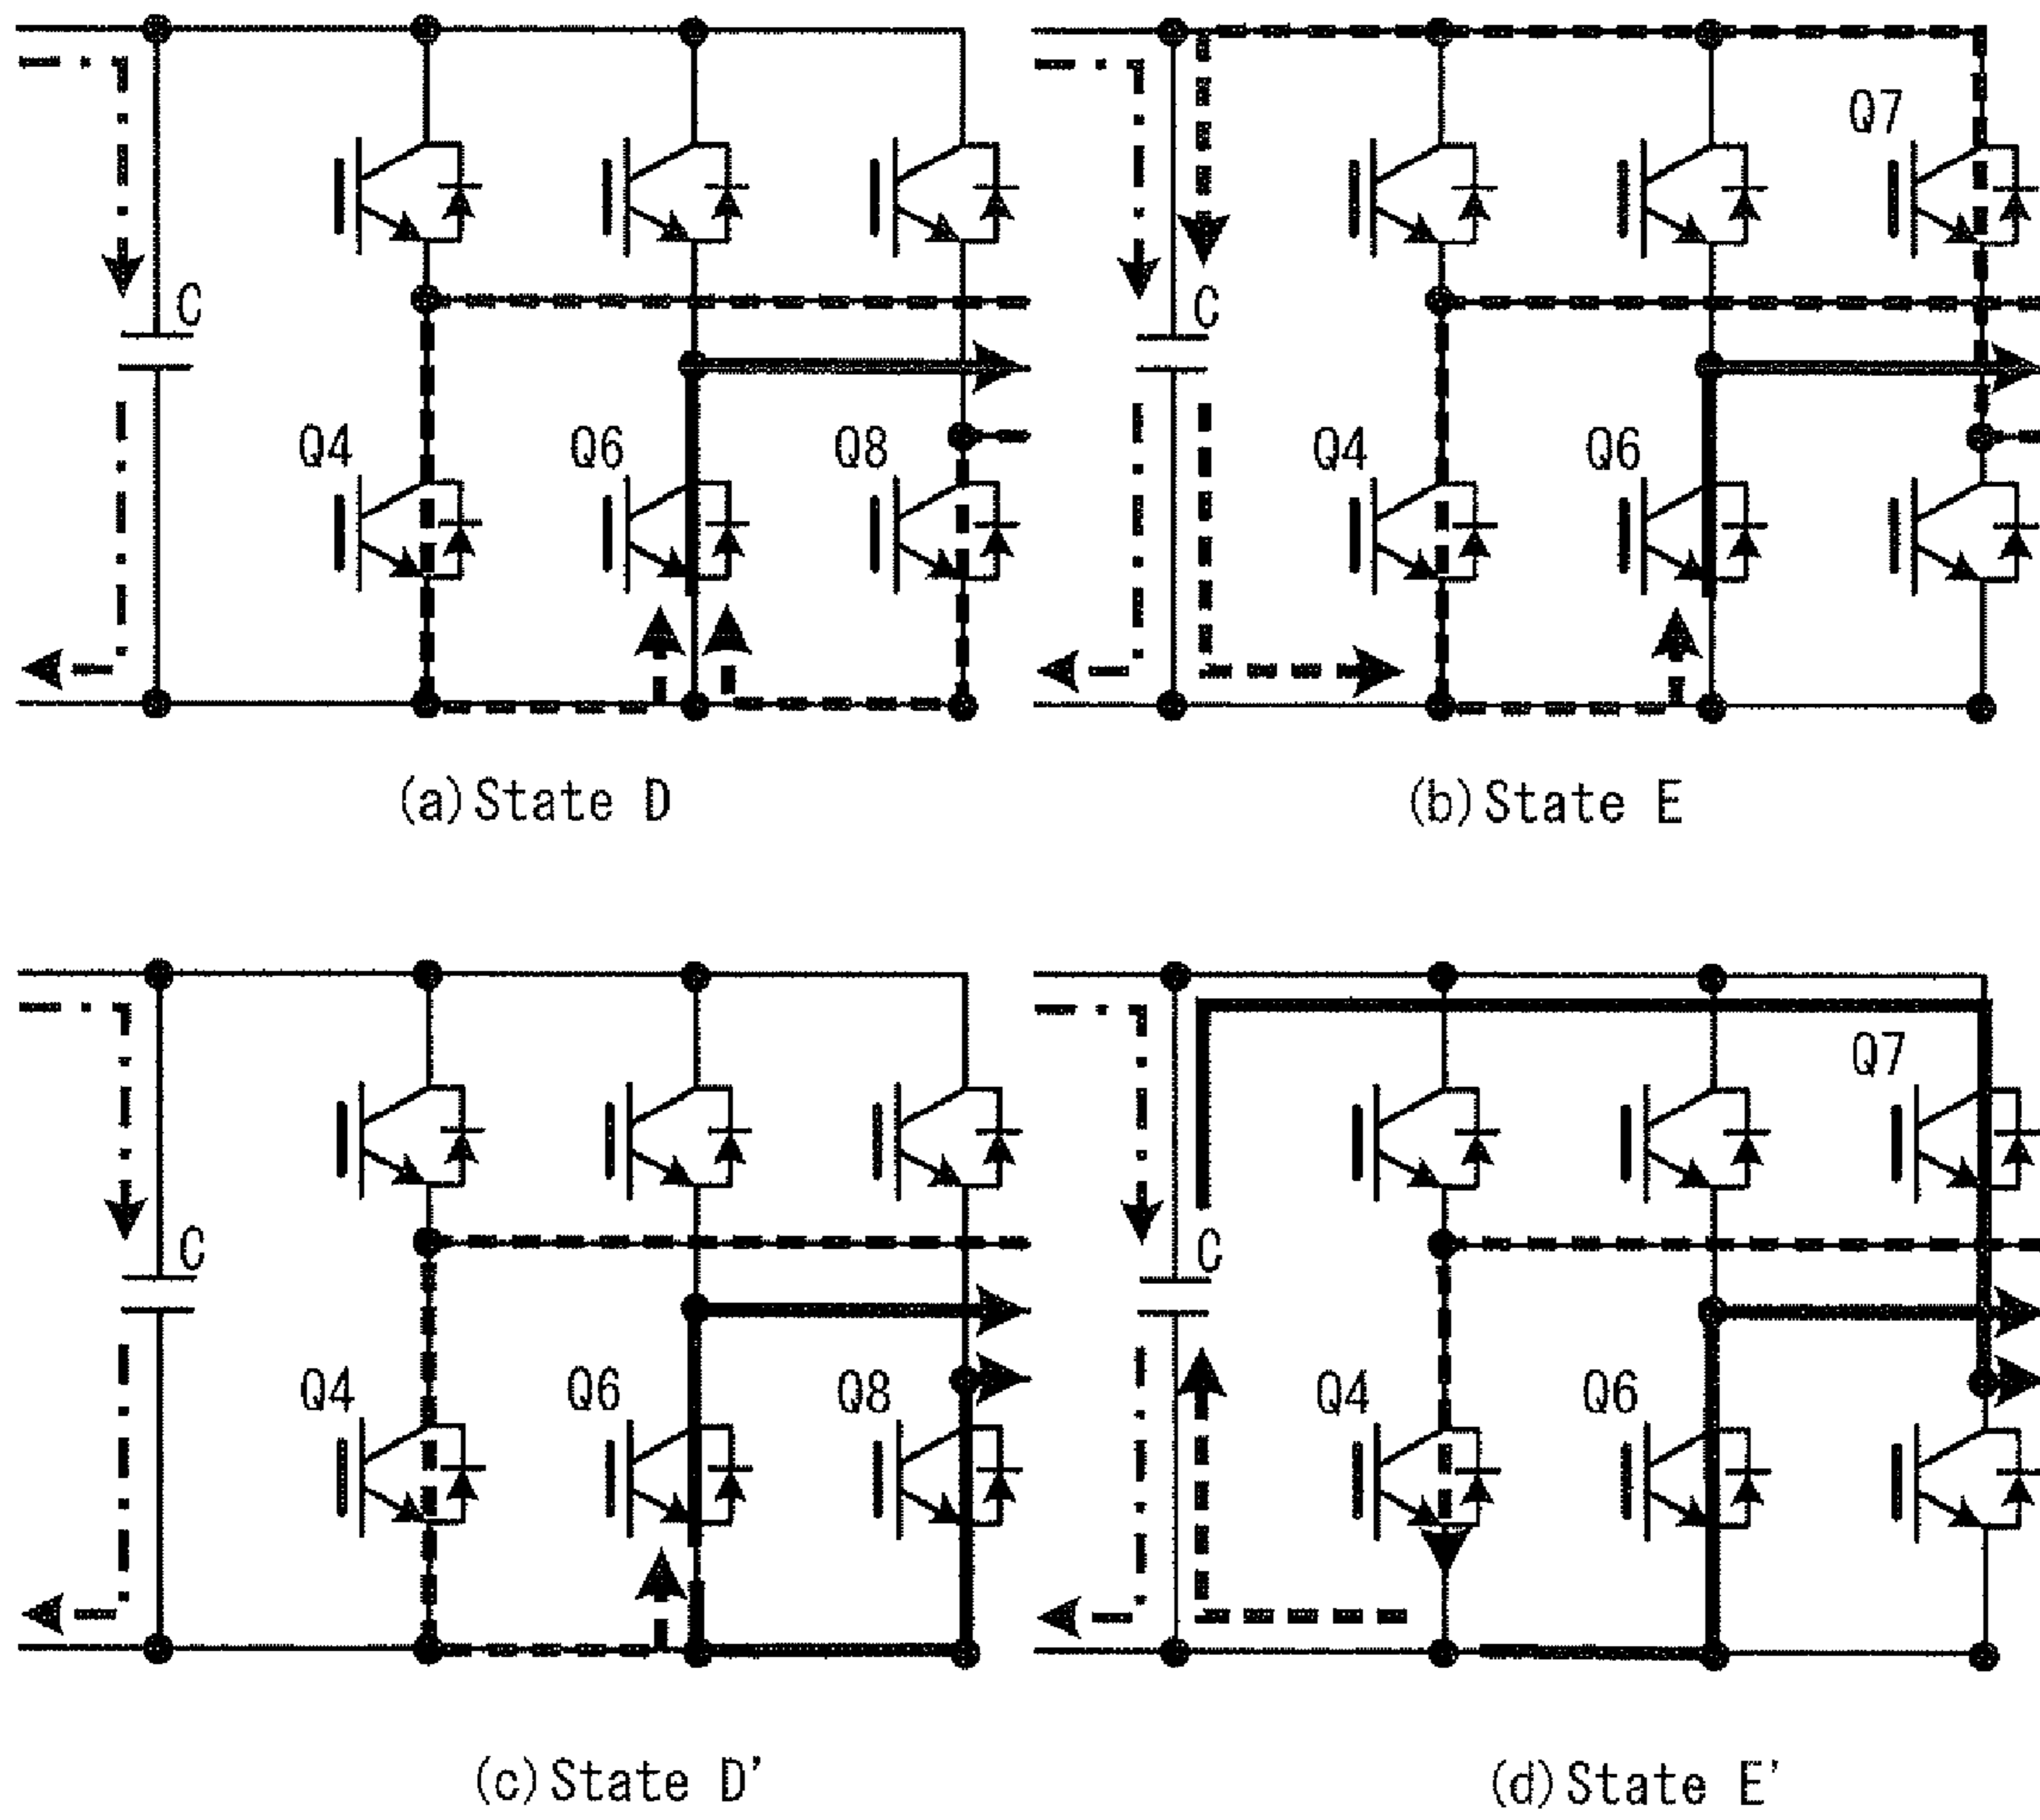 C
Q4 Q6 Q8
(a)State D
Q7
C
Q4 Q6
(b)State E
C
Q4 Q6 Q8
(c)State D'
Q7
C
Q4 Q6
(d)State E'